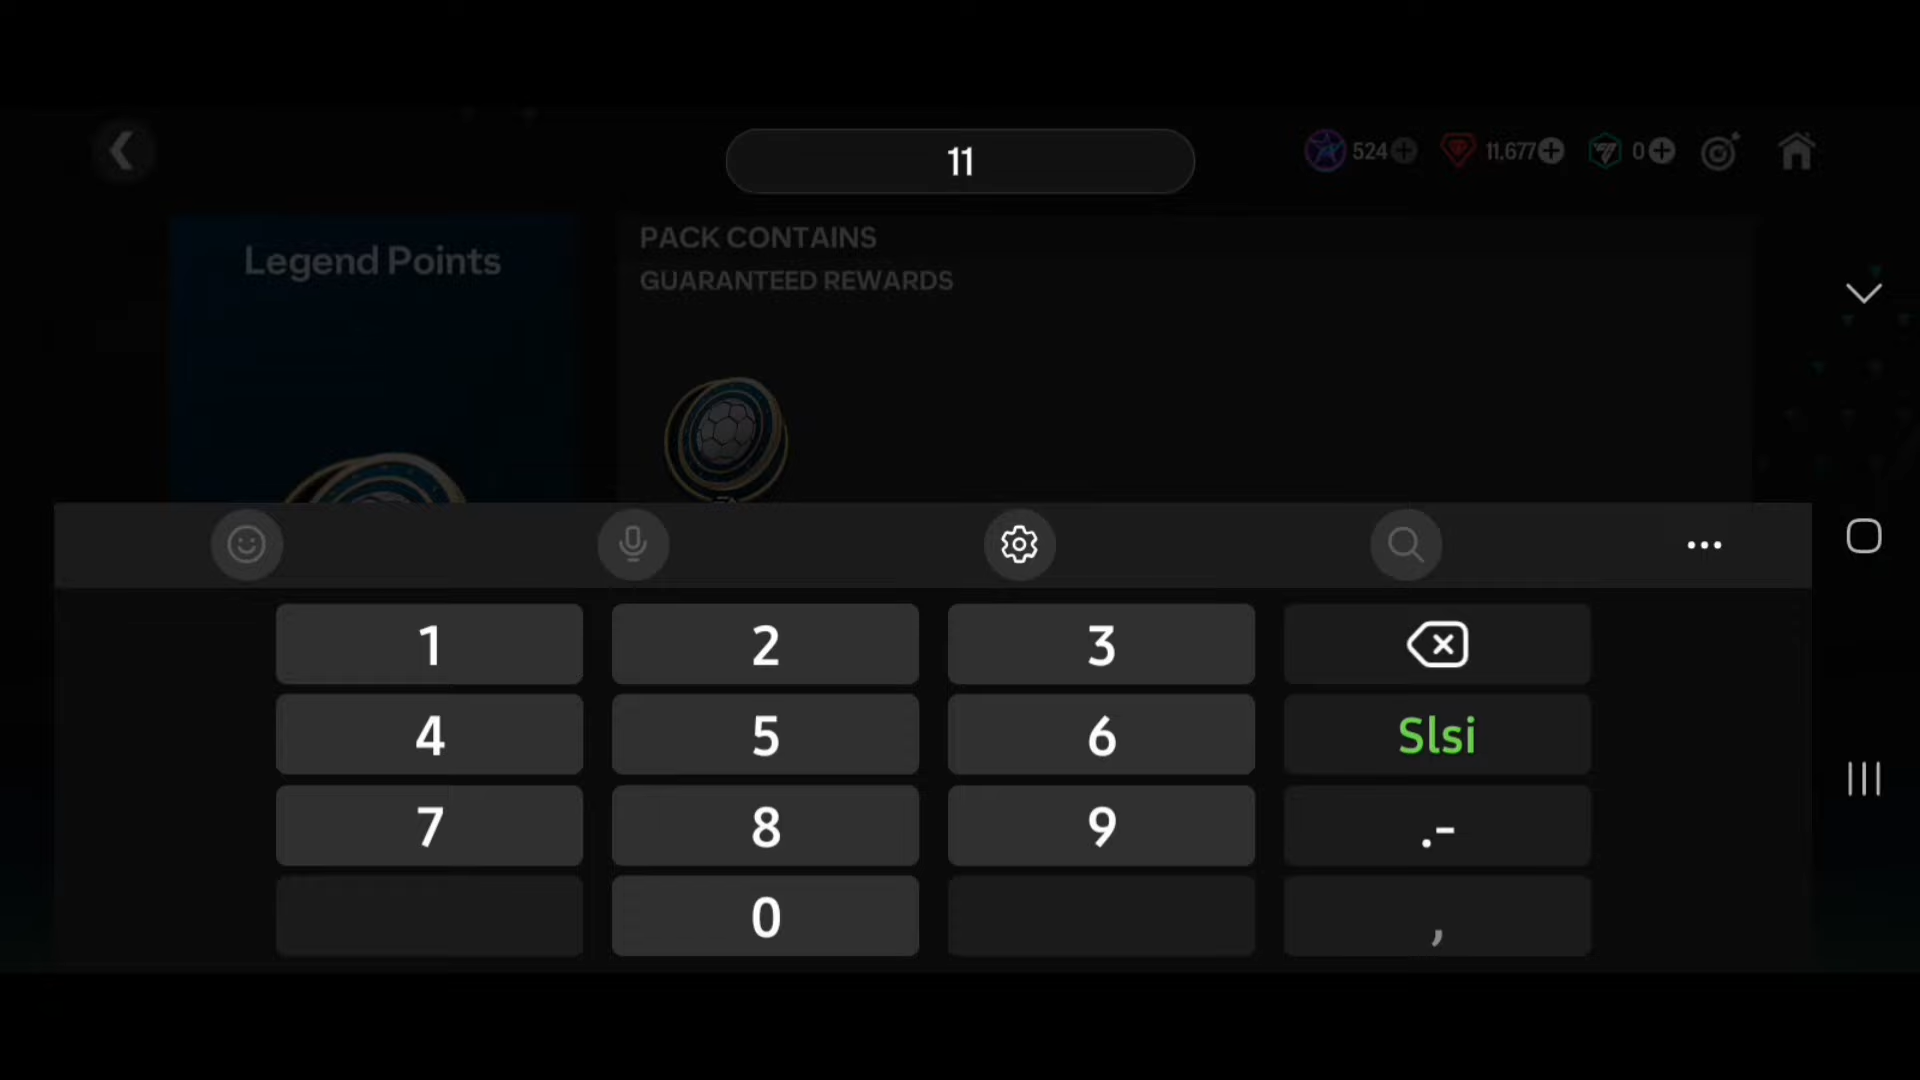 11
524
11.677
0
Legend Points
PACK CONTAINS
GUARANTEED REWARDS
1 2 3
4 5 6 Slsi
7 8 9 .-
0 ,